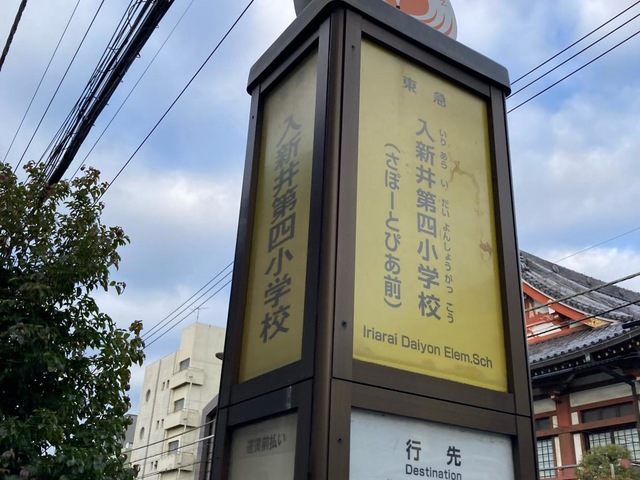 入新井第四小学校
運賃前払い
東急
いりあらいだいよんしょうがっこう
入新井第四小学校
(さぽーとぴあ前)
Iriarai Daiyon Elem.Sch
行先
Destination